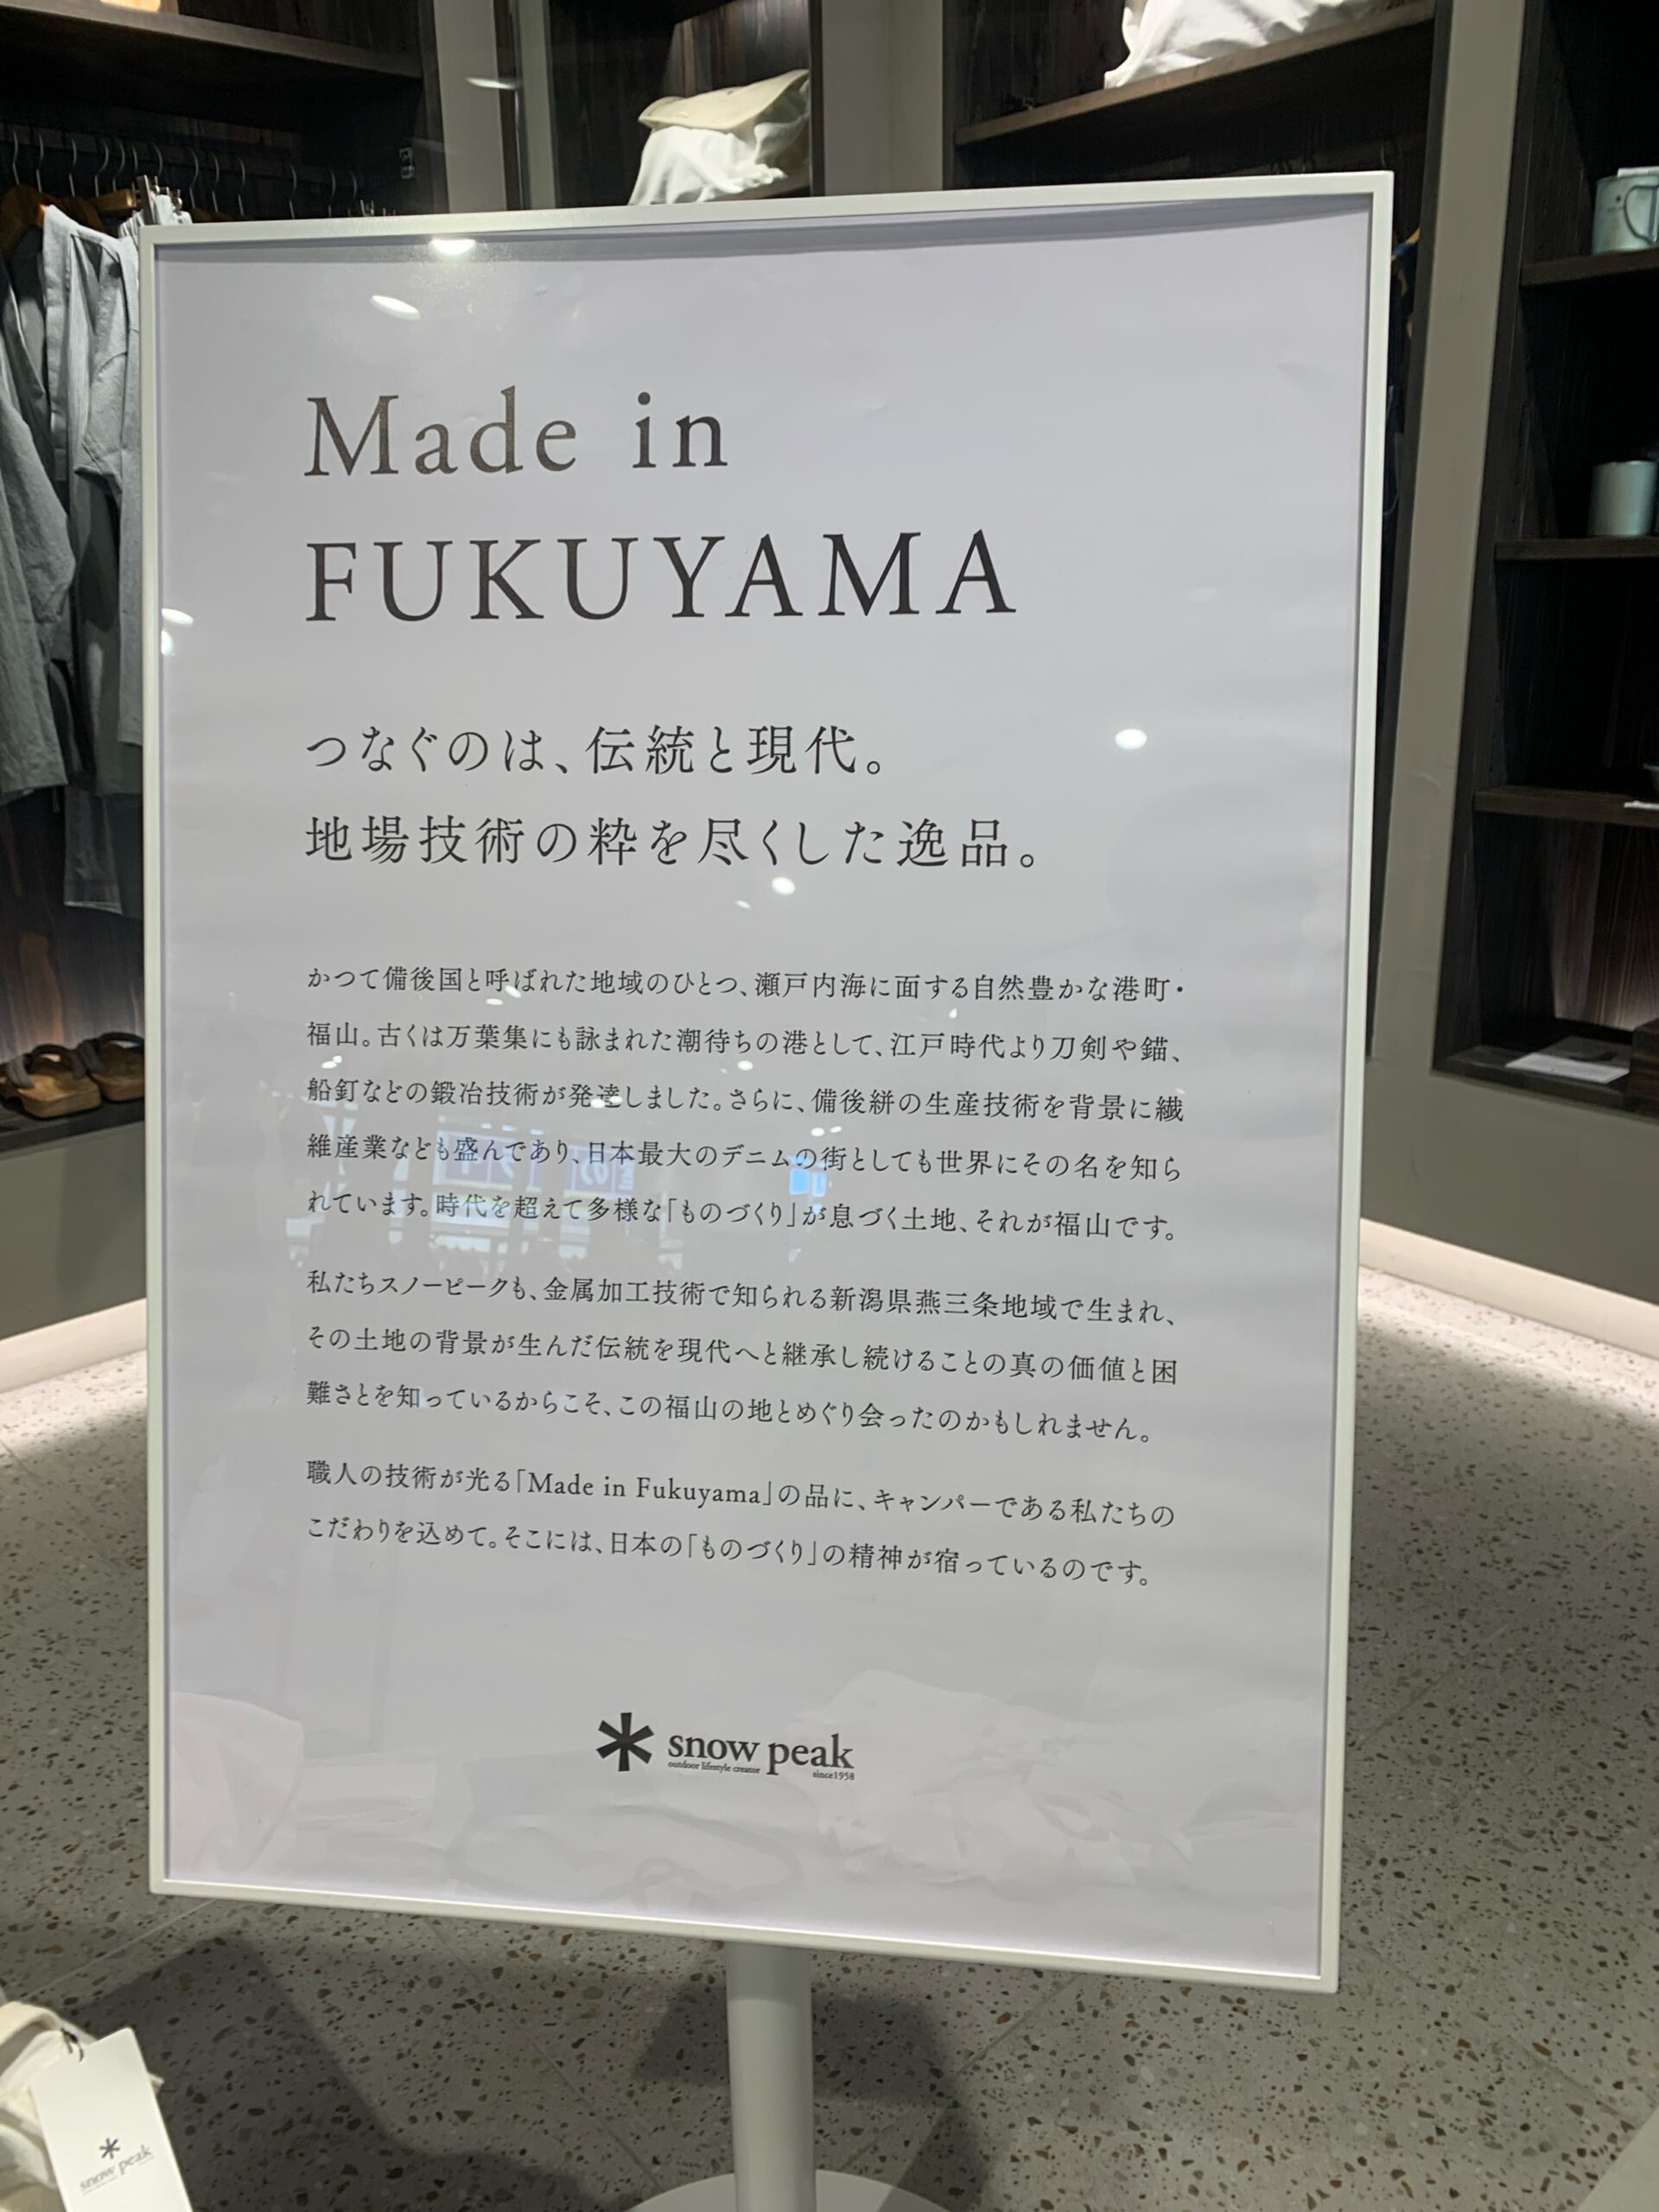 Made in
FUKUYAMA
つなぐのは、伝統と現代。
地場技術の粋を尽くした逸品。
かつて備後国と呼ばれた地域のひとつ、瀬戸内海に面する自然豊かな港町・
福山。古くは万葉集にも詠まれた潮待ちの港として、江戸時代より刀剣や錨、
船釘などの鍛冶技術が発達しました。さらに、備後絣の生産技術を背景に繊
維産業なども盛んであり、日本最大のデニムの街としても世界にその名を知ら
れています。時代を超えて多様な「ものづくり」が息づく土地、それが福山です。
私たちスノーピークも、金属加工技術で知られる新潟県燕三条地域で生まれ、
その土地の背景が生んだ伝統を現代へと継承し続けることの真の価値と困
難さとを知っているからこそ、この福山の地とめぐり会ったのかもしれません。
職人の技術が光る「Made in Fukuyama」の品に、キャンパーである私たちの
こだわりを込めて。そこには、日本の「ものづくり」の精神が宿っているのです。
snow peak
outdoor lifestyle creator
since1958
snow peak